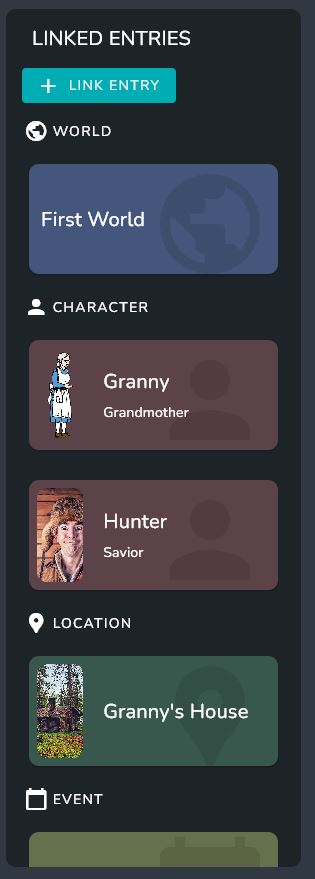 LINKED ENTRIES
LINK ENTRY
WORLD
First World
CHARACTER
Granny
Grandmother
Hunter
Savior
LOCATION
Granny's House
EVENT